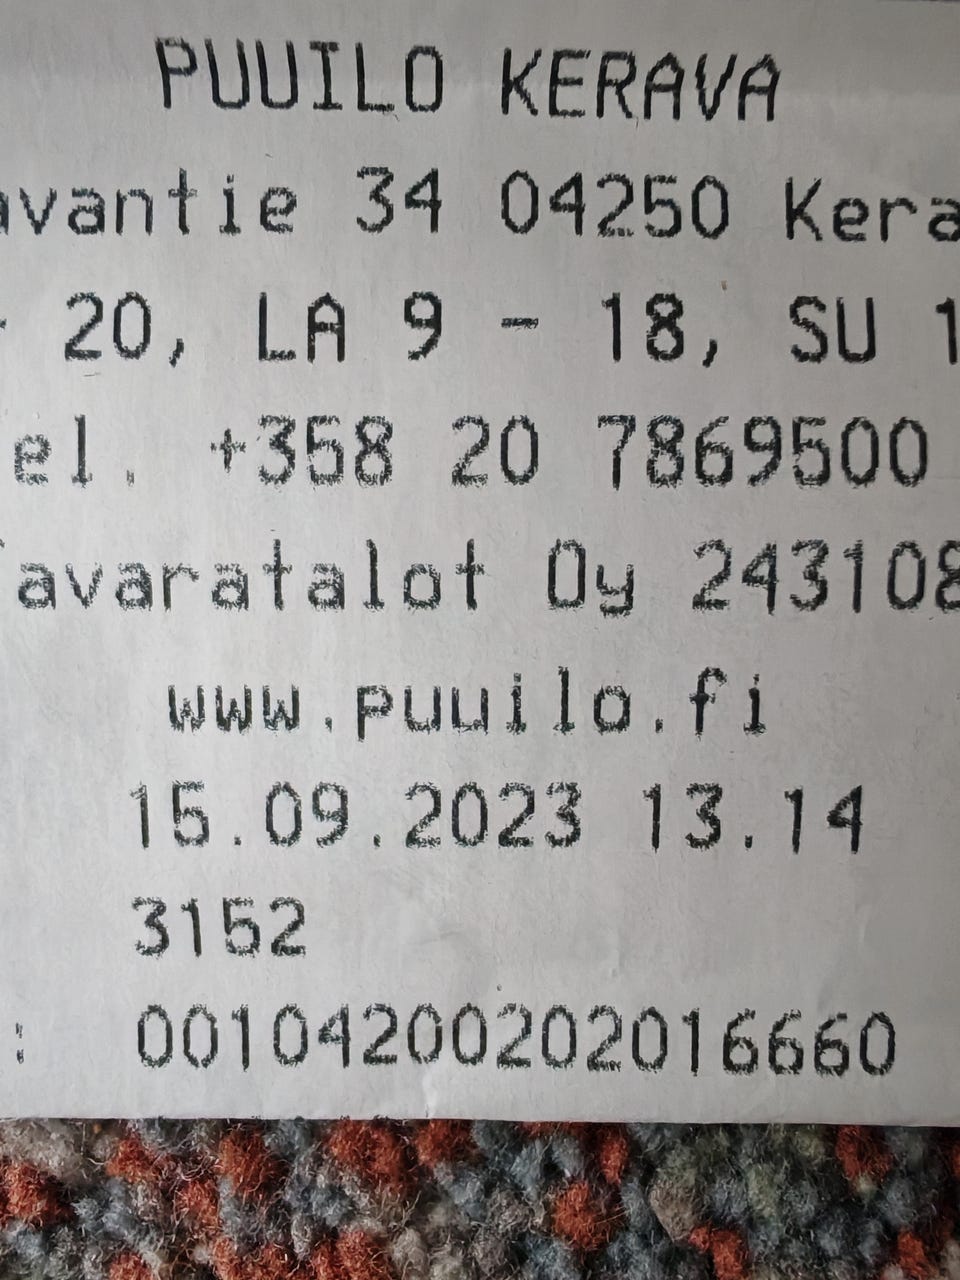 PUUILO KERAVA
avantie 34 04250 Kera
- 20, LA 9 - 18, SU 1
el. +358 20 7869500
avaratalot Oy 243108
www.puuilo.fi
15.09.2023 13.14
3152
: 00104200202016660